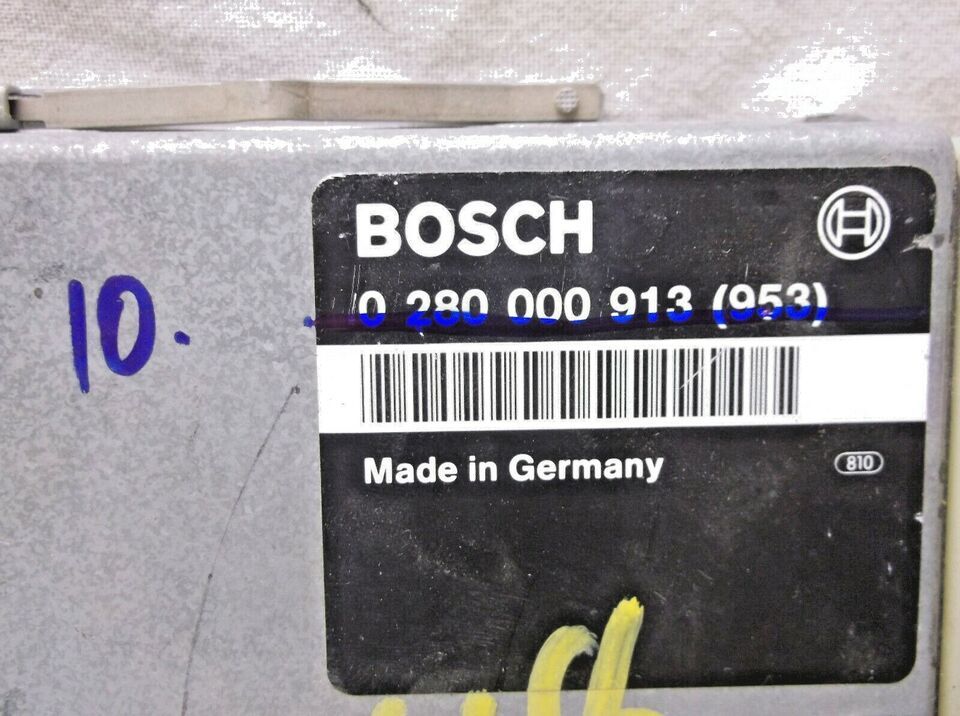 BOSCH
0 280 000 913 (953)
10.
Made in Germany
810